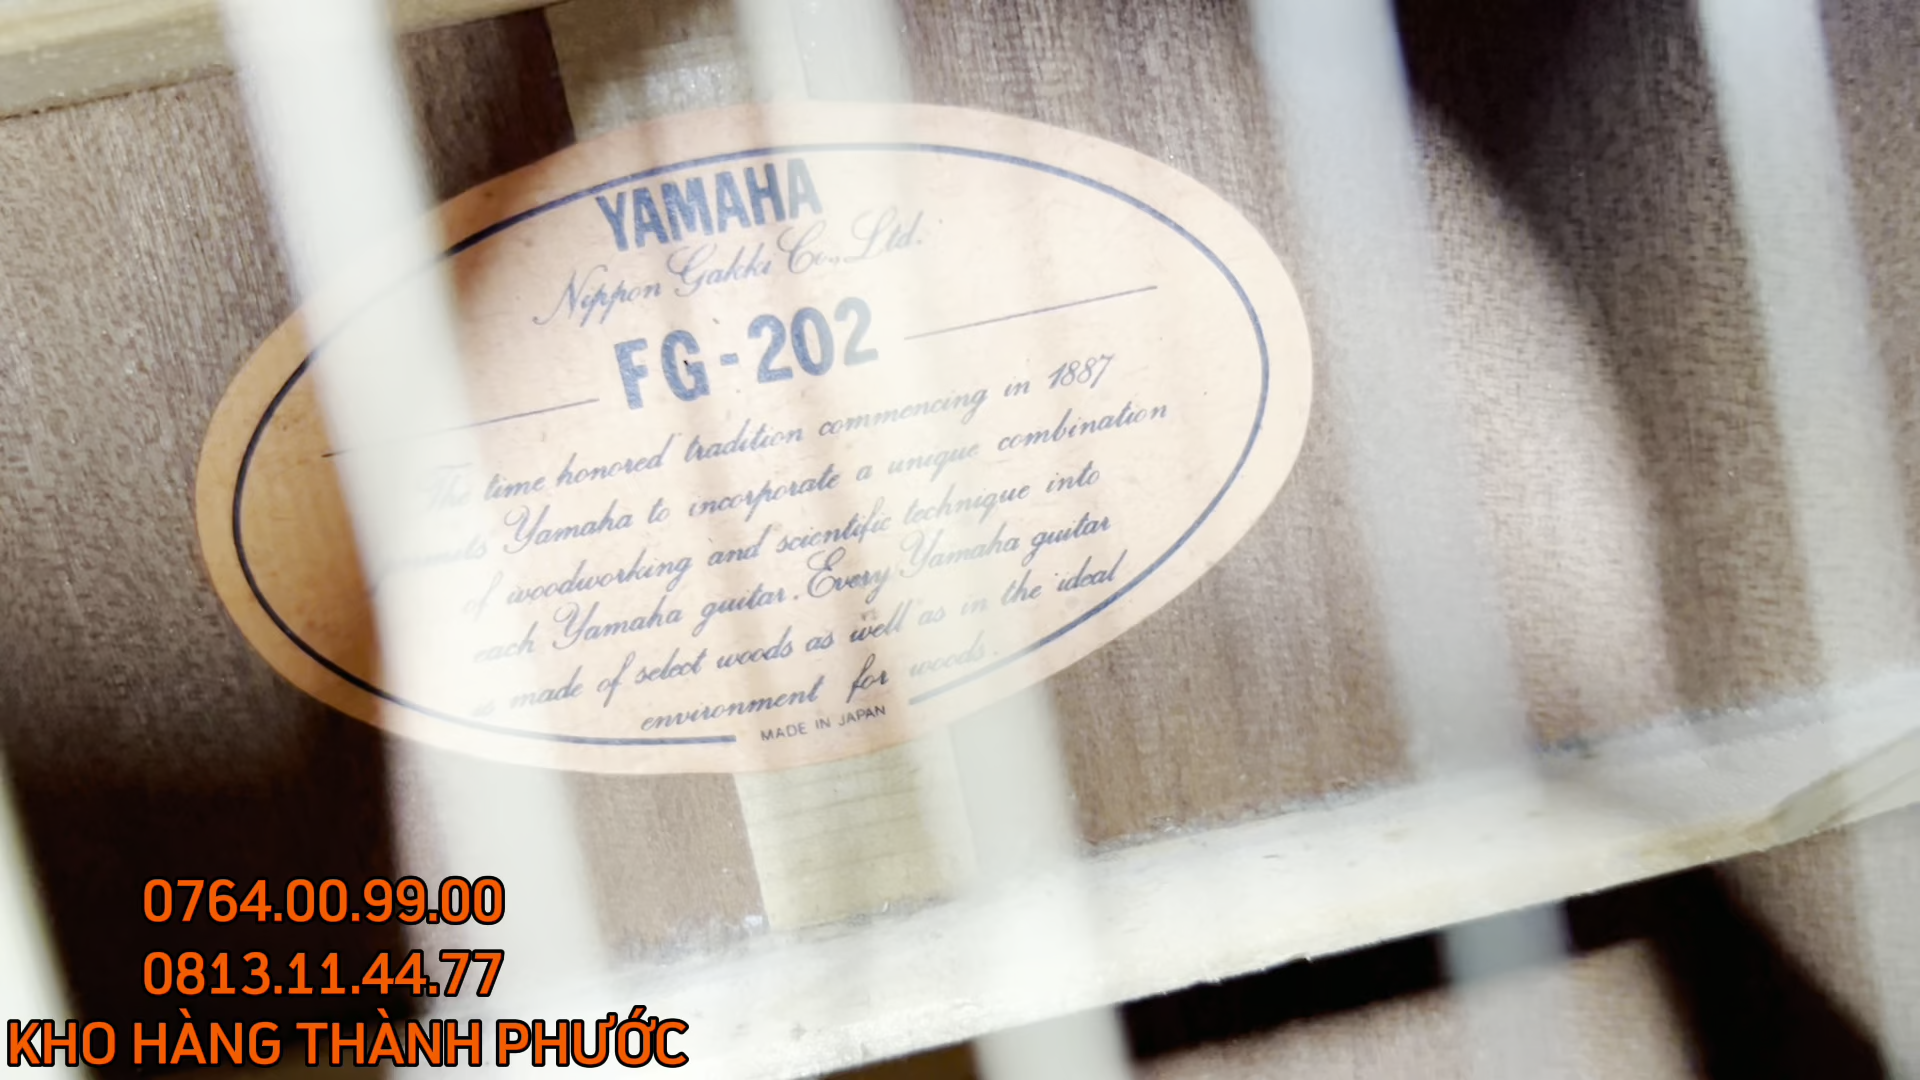 YAMAHA
Nippon Gakki Co., Ltd.
FG-202
The time honored tradition commencing in 1887
Yamaha to incorporate a unique combination
of woodworking and scientific technique into
each Yamaha guitar. Every Yamaha guitar
is made of select woods as well as in the ideal
environment for woods.
MADE IN JAPAN
0764.00.99.00
0813.11.44.77
KHO HÀNG THÀNH PHƯỚC